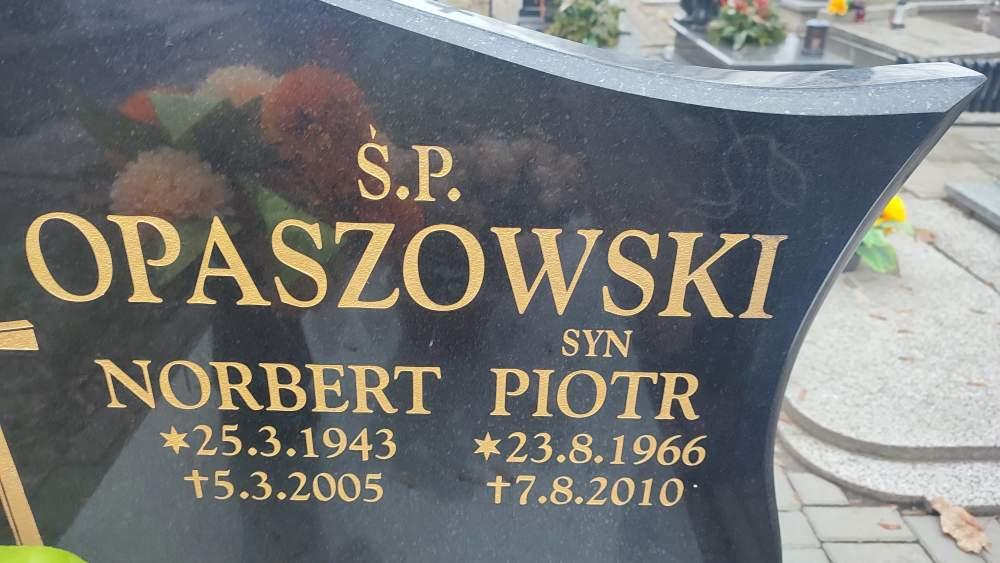 Ś.P.
OPASZOWSKI
SYN
NORBERT PIOTR
*25.3.1943 *23.8.1966
†5.3.2005 †7.8.2010